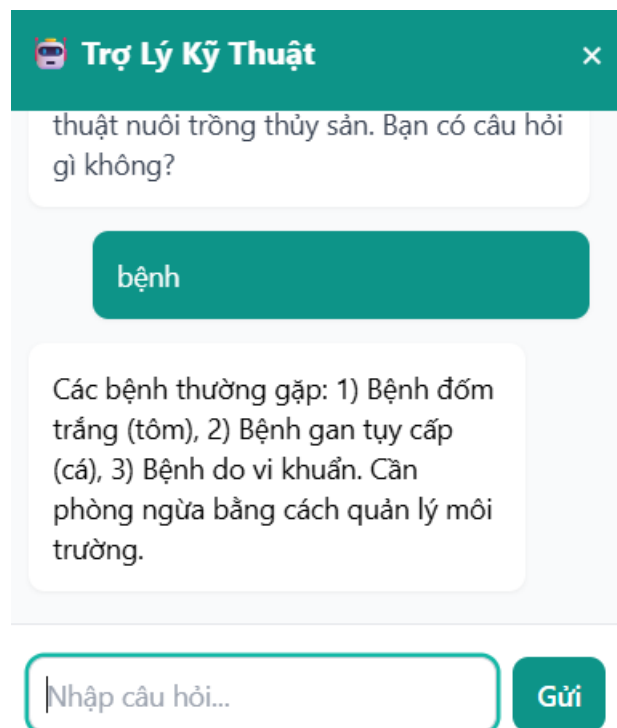 Trợ Lý Kỹ Thuật ×
thuật nuôi trồng thủy sản. Bạn có câu hỏi
gì không?
bệnh
Các bệnh thường gặp: 1) Bệnh đốm
trắng (tôm), 2) Bệnh gan tụy cấp
(cá), 3) Bệnh do vi khuẩn. Cần
phòng ngừa bằng cách quản lý môi
trường.
Nhập câu hỏi... Gửi